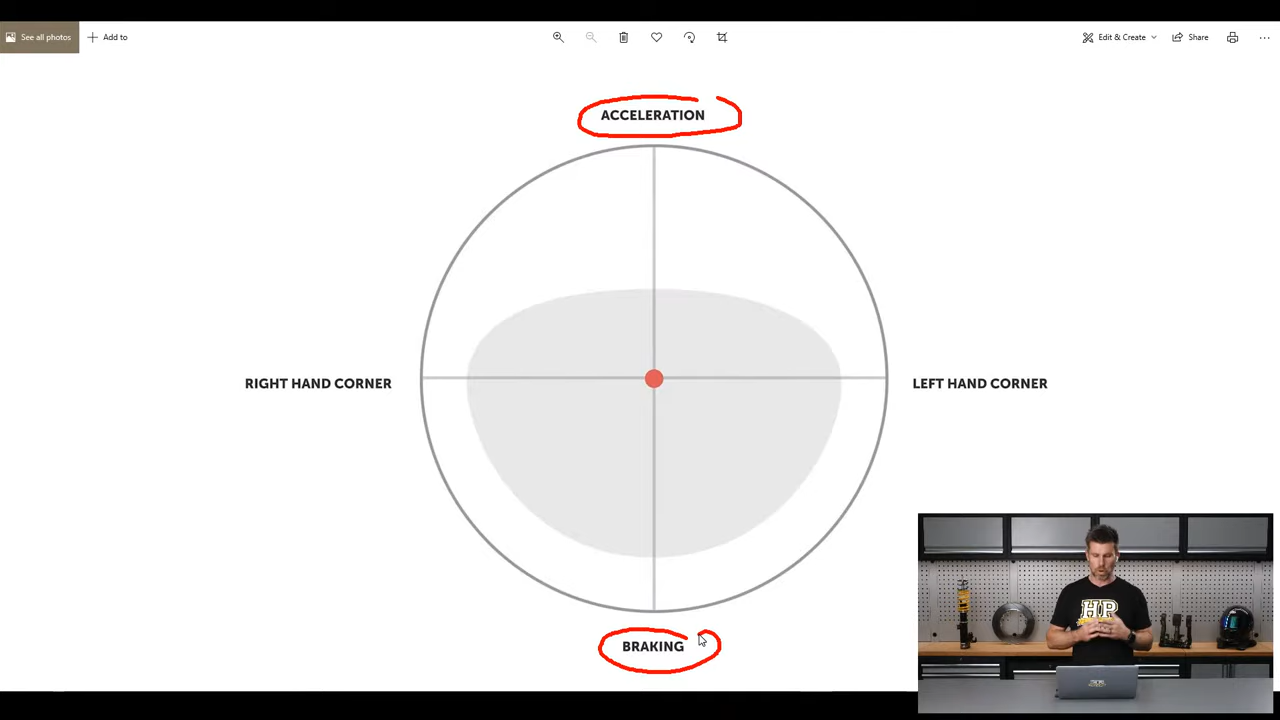 See all photos
Add to
Edit & Create
Share
ACCELERATION
RIGHT HAND CORNER
LEFT HAND CORNER
BRAKING
HP